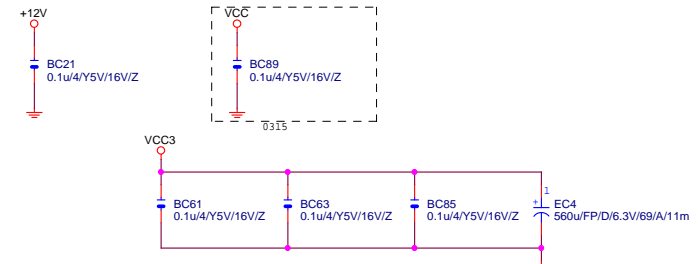 +12V
VCC
BC21
0.1u/4/Y5V/16V/Z
BC89
0.1u/4/Y5V/16V/Z
0315
VCC3
1
BC61
0.1u/4/Y5V/16V/Z
BC63
0.1u/4/Y5V/16V/Z
BC85
0.1u/4/Y5V/16V/Z
+
EC4
560u/FP/D/6.3V/69/A/11m